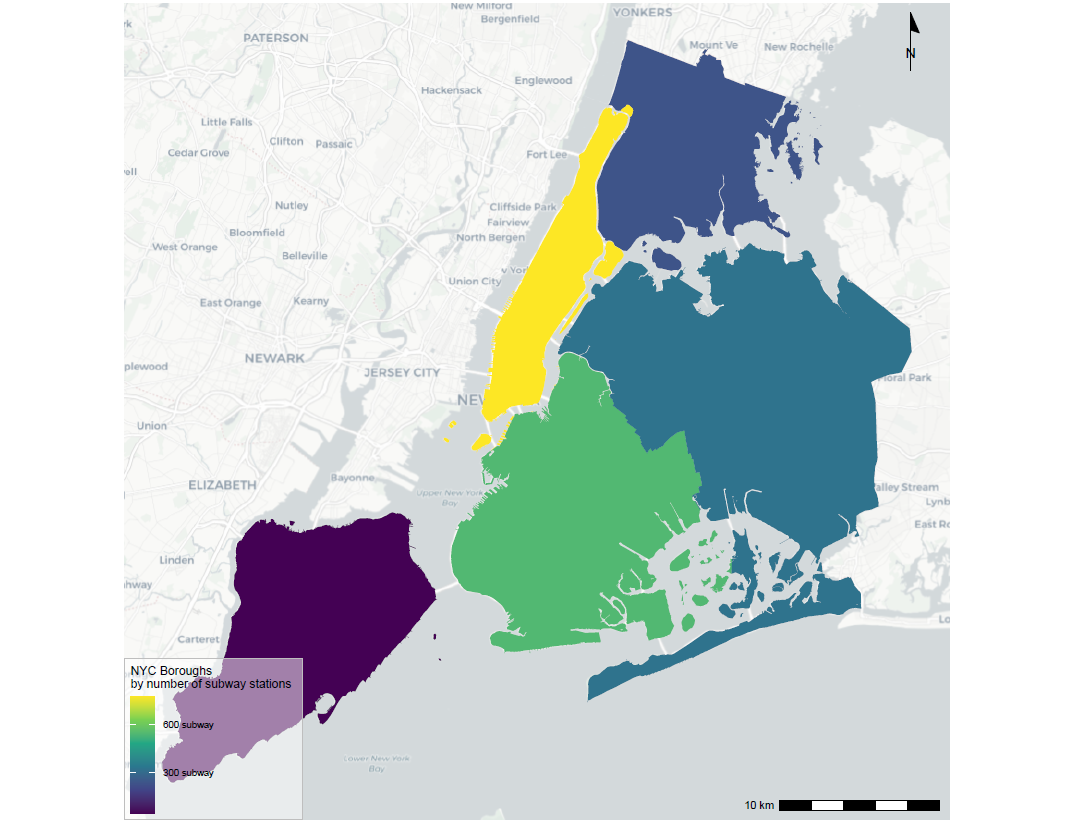 New Milford
Bergenfield
YONKERS
PATERSON
Mount Ve
New Rochelle
Englewood
Hackensack
Little Falls
Clifton
Passaic
Cedar Grove
Fort Lee
Nutley
Cliffside Park
Fairview
Bloomfield
North Bergen
West Orange
Belleville
Union City
East Orange
Kearny
NEWARK
JERSEY CITY
Floral Park
NEW
Union
Bayonne
ELIZABETH
Upper New York
Bay
alley Stream
Lynb
East Ro
Linden
hway
Carteret
Lo
NYC Boroughs
by number of subway stations
600 subway
300 subway
Lower New York
Bay
10 km
N